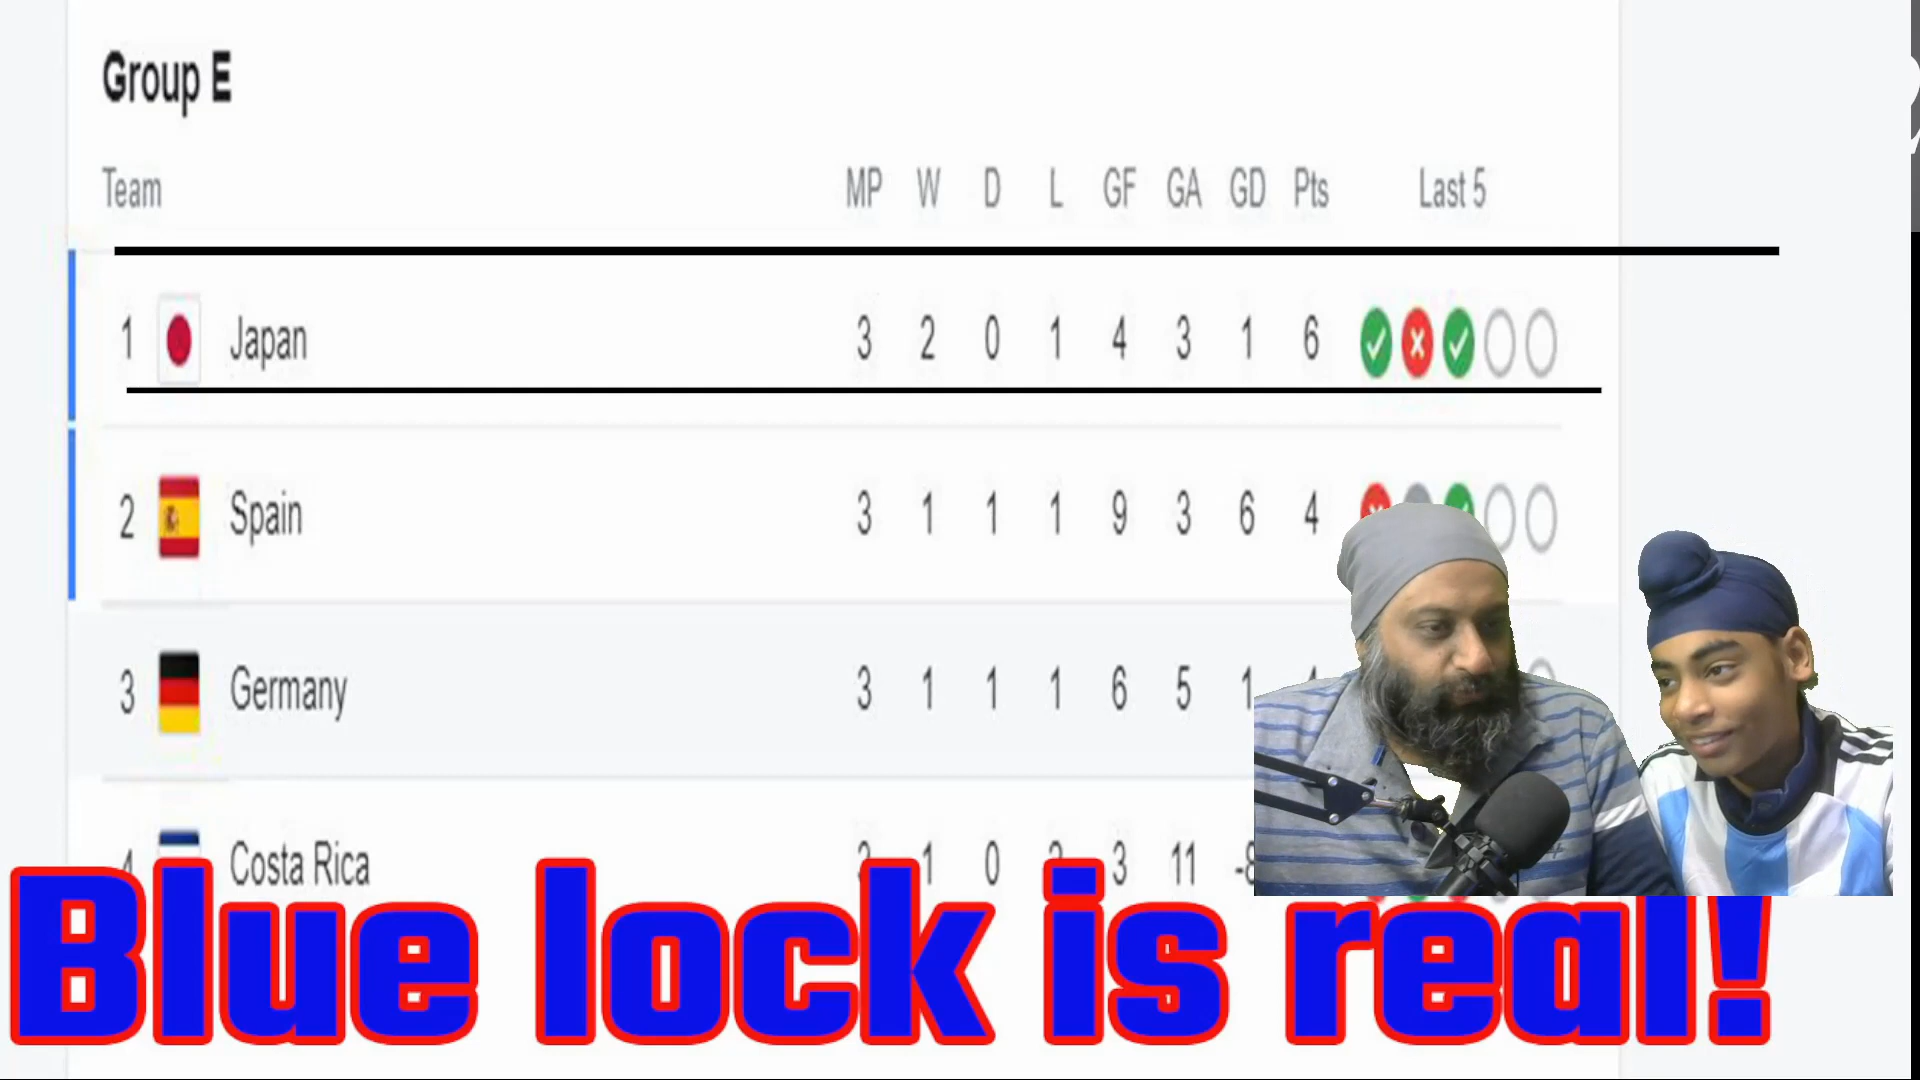 Group E
Team MP W D L GF GA GD Pts Last 5
1 Japan 3 2 0 1 4 3 1 6
2 Spain 3 1 1 1 9 3 6 4
3 Germany 3 1 1 1 6 5 1
Costa Rica 1 0 3 11 -8
Blue lock is real!